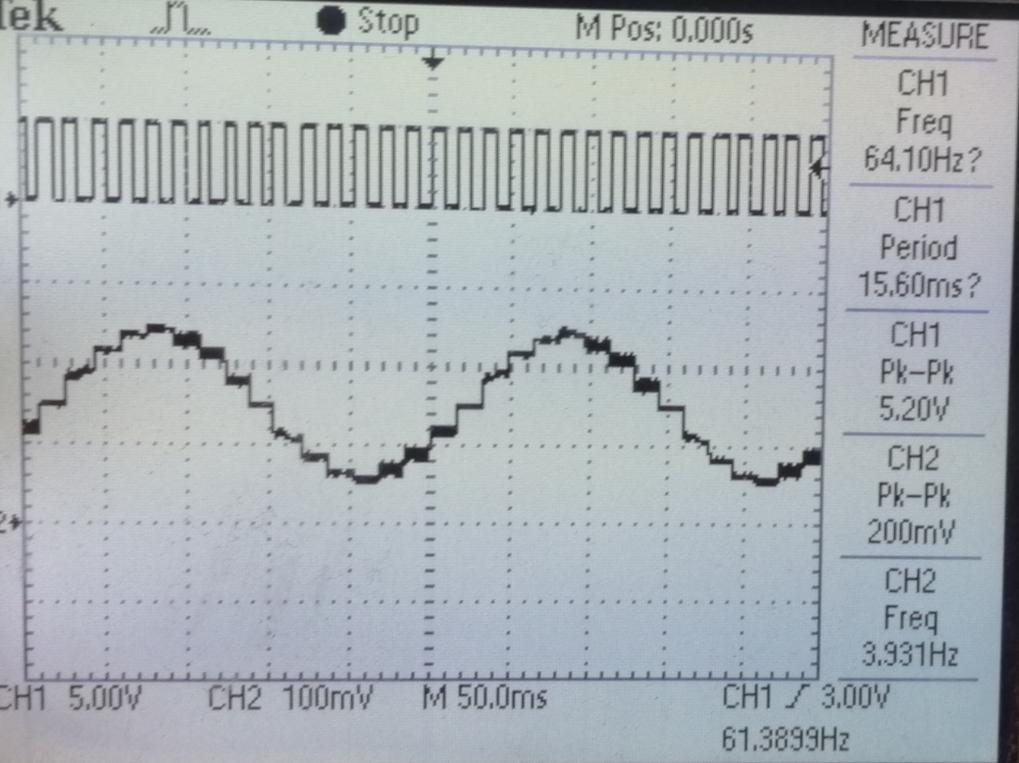 Tek Stop M Pos: 0.000s MEASURE
CH1
Freq
64.10Hz?
CH1
Period
15.60ms?
CH1
Pk-Pk
5.20V
CH2
Pk-Pk
200mV
CH2
Freq
3.931Hz
2
CH1 5.00V CH2 100mV M 50.0ms CH1 / 3.00V
61.3899Hz